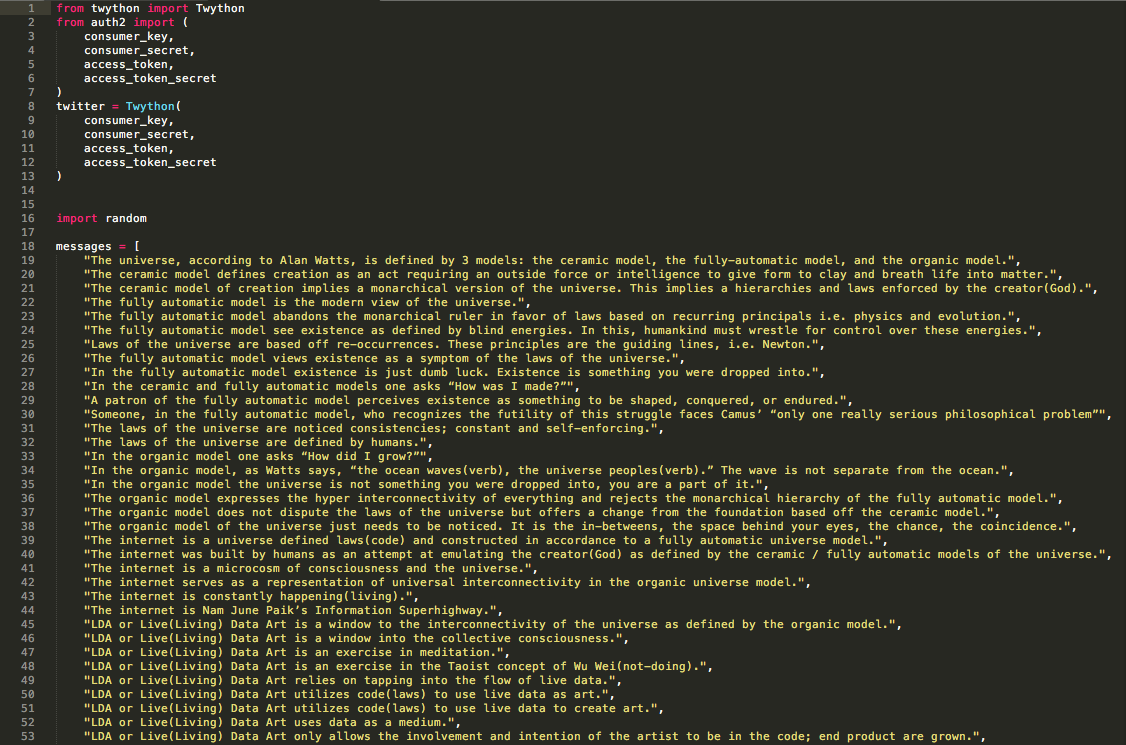 1 from twython import Twython
2 from auth2 import (
3     consumer_key,
4     consumer_secret,
5     access_token,
6     access_token_secret
7 )
8 twitter = Twython(
9     consumer_key,
10     consumer_secret,
11     access_token,
12     access_token_secret
13 )
14
15
16 import random
17
18 messages = [
19     "The universe, according to Alan Watts, is defined by 3 models: the ceramic model, the fully-automatic model, and the organic model.",
20     "The ceramic model defines creation as an act requiring an outside force or intelligence to give form to clay and breath life into matter.",
21     "The ceramic model of creation implies a monarchical version of the universe. This implies a hierarchies and laws enforced by the creator(God).",
22     "The fully automatic model is the modern view of the universe.",
23     "The fully automatic model abandons the monarchical ruler in favor of laws based on recurring principals i.e. physics and evolution.",
24     "The fully automatic model see existence as defined by blind energies. In this, humankind must wrestle for control over these energies.",
25     "Laws of the universe are based off re-occurrences. These principles are the guiding lines, i.e. Newton.",
26     "The fully automatic model views existence as a symptom of the laws of the universe.",
27     "In the fully automatic model existence is just dumb luck. Existence is something you were dropped into.",
28     "In the ceramic and fully automatic models one asks “How was I made?”",
29     "A patron of the fully automatic model perceives existence as something to be shaped, conquered, or endured.",
30     "Someone, in the fully automatic model, who recognizes the futility of this struggle faces Camus’ “only one really serious philosophical problem”",
31     "The laws of the universe are noticed consistencies; constant and self-enforcing.",
32     "The laws of the universe are defined by humans.",
33     "In the organic model one asks “How did I grow?”",
34     "In the organic model, as Watts says, “the ocean waves(verb), the universe peoples(verb).” The wave is not separate from the ocean.",
35     "In the organic model the universe is not something you were dropped into, you are a part of it.",
36     "The organic model expresses the hyper interconnectivity of everything and rejects the monarchical hierarchy of the fully automatic model.",
37     "The organic model does not dispute the laws of the universe but offers a change from the foundation based off the ceramic model.",
38     "The organic model of the universe just needs to be noticed. It is the in-betweens, the space behind your eyes, the chance, the coincidence.",
39     "The internet is a universe defined laws(code) and constructed in accordance to a fully automatic universe model.",
40     "The internet was built by humans as an attempt at emulating the creator(God) as defined by the ceramic / fully automatic models of the universe.",
41     "The internet is a microcosm of consciousness and the universe.",
42     "The internet serves as a representation of universal interconnectivity in the organic universe model.",
43     "The internet is constantly happening(living).",
44     "The internet is Nam June Paik’s Information Superhighway.",
45     "LDA or Live(Living) Data Art is a window to the interconnectivity of the universe as defined by the organic model.",
46     "LDA or Live(Living) Data Art is a window into the collective consciousness.",
47     "LDA or Live(Living) Data Art is an exercise in meditation.",
48     "LDA or Live(Living) Data Art is an exercise in the Taoist concept of Wu Wei(not-doing).",
49     "LDA or Live(Living) Data Art relies on tapping into the flow of live data.",
50     "LDA or Live(Living) Data Art utilizes code(laws) to use live data as art.",
51     "LDA or Live(Living) Data Art utilizes code(laws) to use live data to create art.",
52     "LDA or Live(Living) Data Art uses data as a medium.",
53     "LDA or Live(Living) Data Art only allows the involvement and intention of the artist to be in the code; end product are grown.",